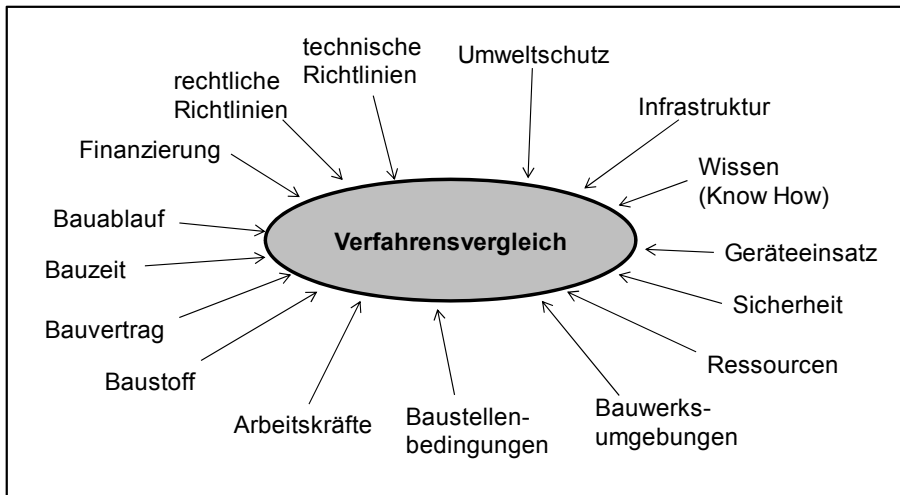 technische
Richtlinien
Umweltschutz
rechtliche
Richtlinien
Infrastruktur
Finanzierung
Wissen
(Know How)
Bauablauf
Verfahrensvergleich
Geräteeinsatz
Bauzeit
Sicherheit
Bauvertrag
Ressourcen
Baustoff
Arbeitskräfte
Baustellen-
bedingungen
Bauwerks-
umgebungen